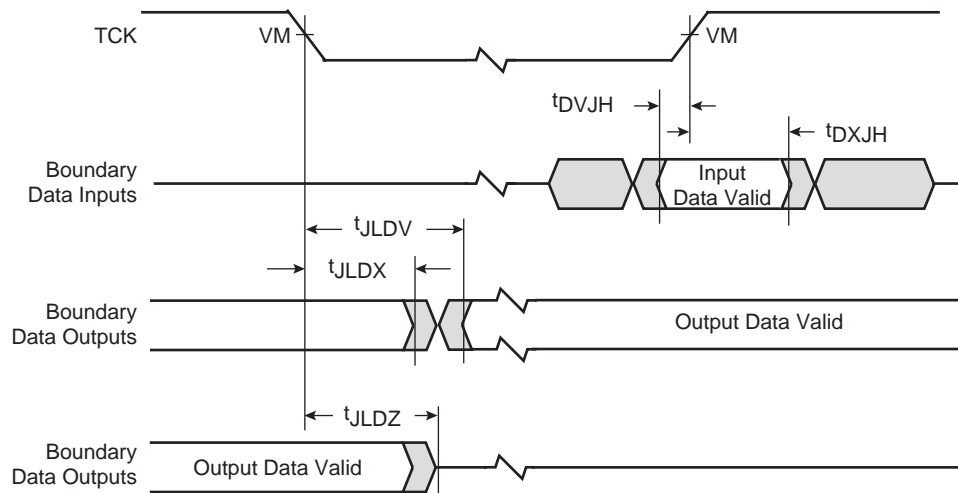 TCK
VM
VM
tDVJH
tDXJH
Boundary
Data Inputs
Input
Data Valid
tJLDV
tJLDX
Boundary
Data Outputs
Output Data Valid
tJLDZ
Boundary
Data Outputs
Output Data Valid